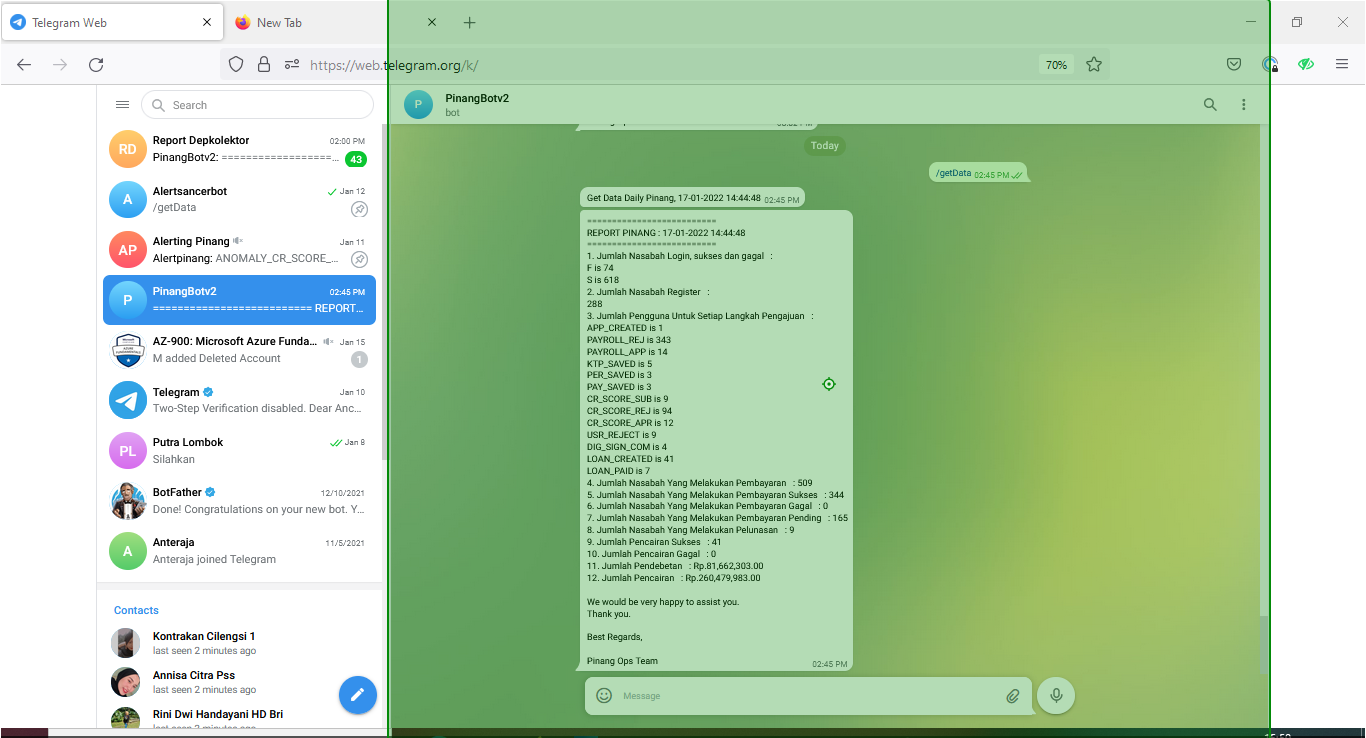 Telegram Web
New Tab
https://web.telegram.org/k/
70%
Search
Report Depkolektor
02:00 PM
PinangBotv2: ===================...
43
RD
Alertsancerbot
Jan 12
/getData
A
Alerting Pinang
Jan 11
Alertpinang: ANOMALY_CR_SCORE_...
AP
PinangBotv2
02:45 PM
========================== REPORT...
P
AZ-900: Microsoft Azure Funda...
Jan 15
M added Deleted Account
1
Telegram
Jan 10
Two-Step Verification disabled. Dear Anc...
Putra Lombok
Jan 8
Silahkan
PL
BotFather
12/10/2021
Done! Congratulations on your new bot. Y...
Anteraja
11/5/2021
Anteraja joined Telegram
A
Contacts
Kontrakan Cilengsi 1
last seen 2 minutes ago
Annisa Citra Pss
last seen 2 minutes ago
Rini Dwi Handayani HD Bri
last seen 2 minutes ago
P
PinangBotv2
bot
Today
/getData 02:45 PM
Get Data Daily Pinang, 17-01-2022 14:44:48 02:45 PM
==========================
REPORT PINANG : 17-01-2022 14:44:48
==========================
1. Jumlah Nasabah Login, sukses dan gagal :
F is 74
S is 618
2. Jumlah Nasabah Register :
288
3. Jumlah Pengguna Untuk Setiap Langkah Pengajuan :
APP_CREATED is 1
PAYROLL_REJ is 343
PAYROLL_APP is 14
KTP_SAVED is 5
PER_SAVED is 3
PAY_SAVED is 3
CR_SCORE_SUB is 9
CR_SCORE_REJ is 94
CR_SCORE_APR is 12
USR_REJECT is 9
DIG_SIGN_COM is 4
LOAN_CREATED is 41
LOAN_PAID is 7
4. Jumlah Nasabah Yang Melakukan Pembayaran : 509
5. Jumlah Nasabah Yang Melakukan Pembayaran Sukses : 344
6. Jumlah Nasabah Yang Melakukan Pembayaran Gagal : 0
7. Jumlah Nasabah Yang Melakukan Pembayaran Pending : 165
8. Jumlah Nasabah Yang Melakukan Pelunasan : 9
9. Jumlah Pencairan Sukses : 41
10. Jumlah Pencairan Gagal : 0
11. Jumlah Pendebetan : Rp.81,662,303.00
12. Jumlah Pencairan : Rp.260,479,983.00
We would be very happy to assist you.
Thank you.
Best Regards,
Pinang Ops Team
02:45 PM
Message